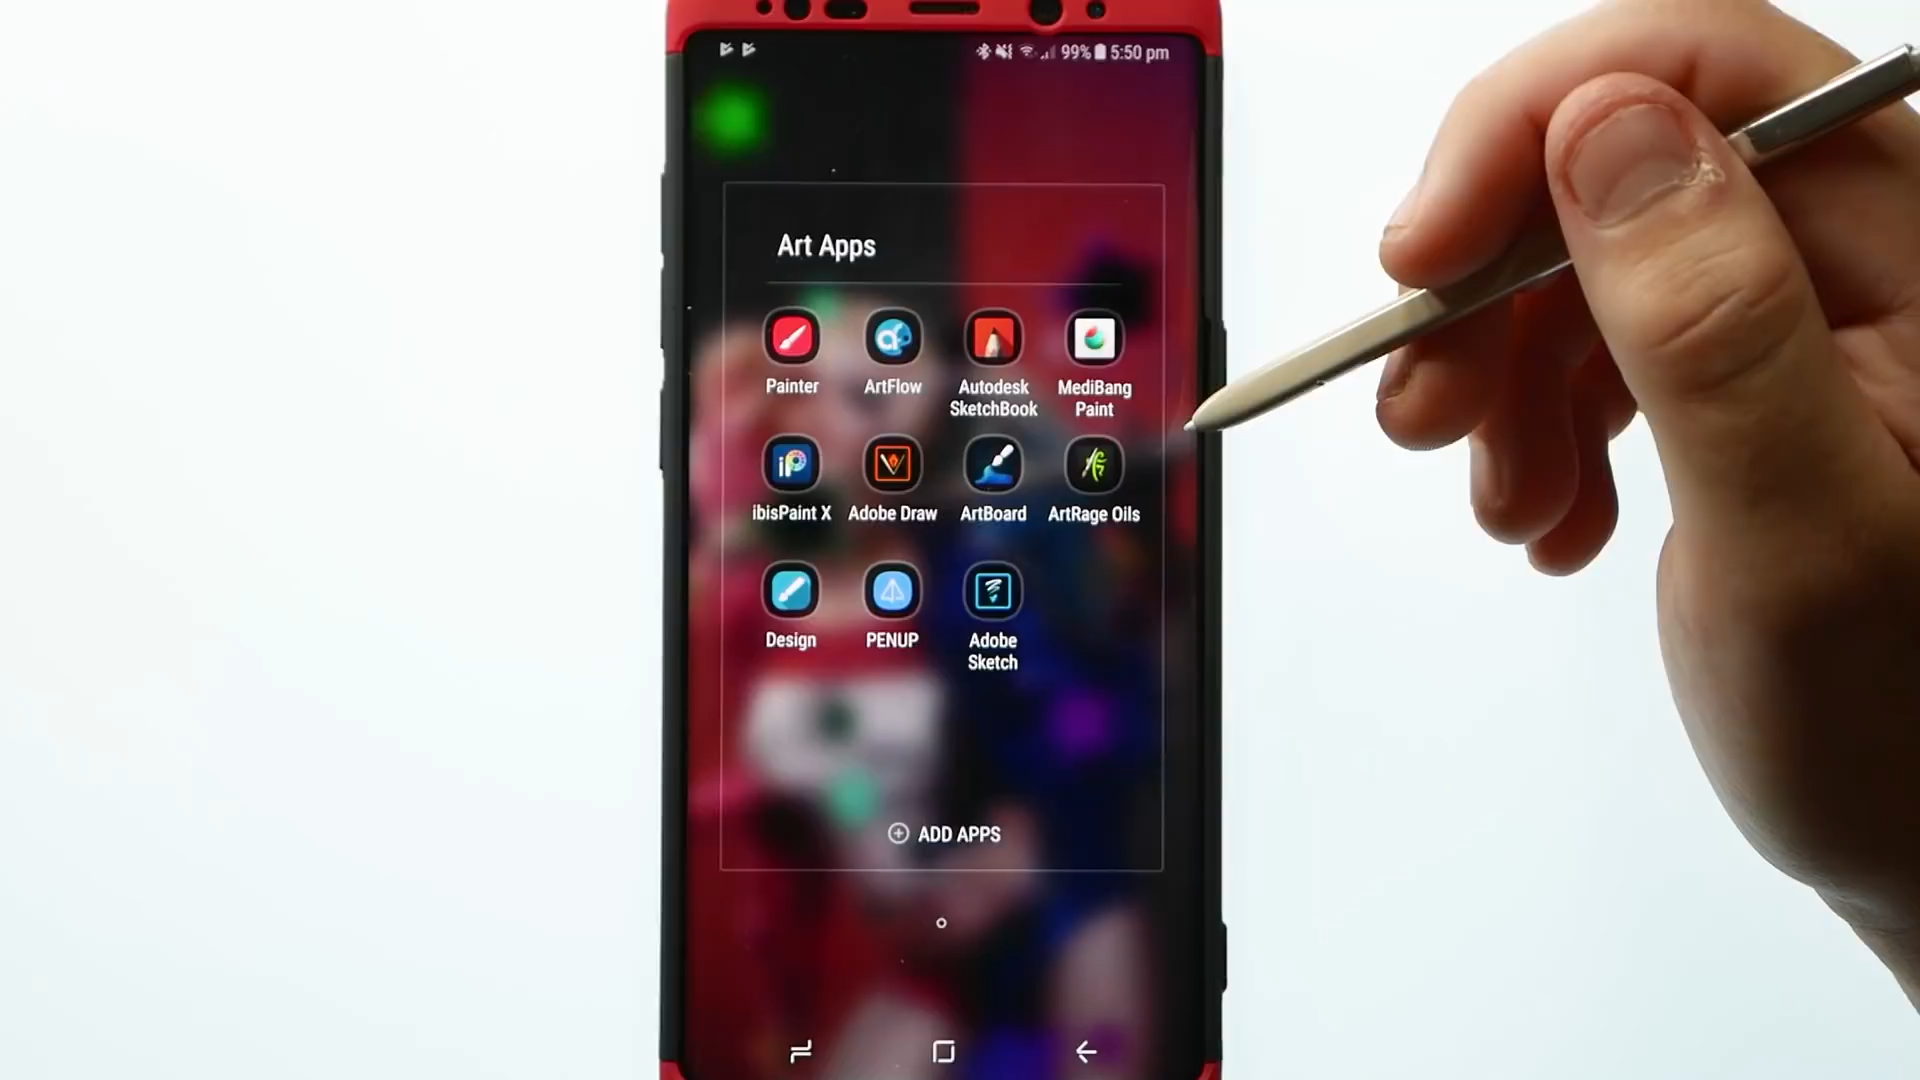 99% 5:50 pm
Art Apps
Painter
ArtFlow
Autodesk
SketchBook
MediBang
Paint
ibisPaint X
Adobe Draw
ArtBoard
ArtRage Oils
Design
PENUP
Adobe
Sketch
ADD APPS